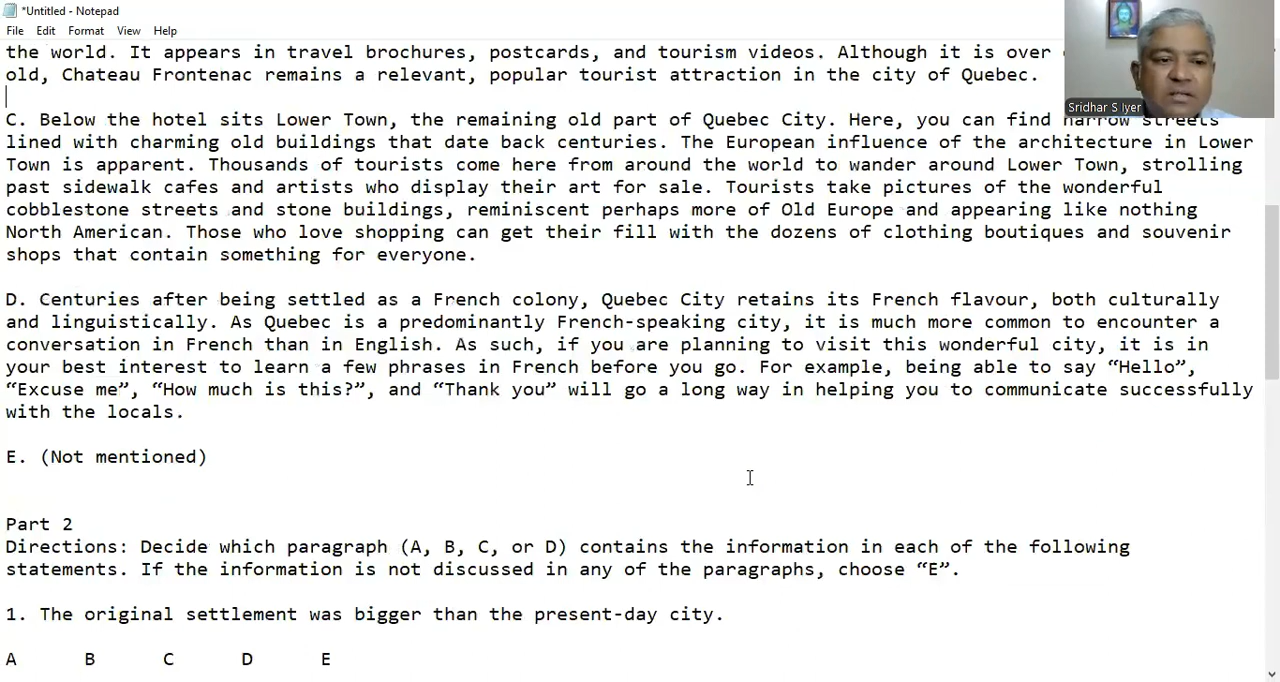 *Untitled - Notepad
File Edit Format View Help
the world. It appears in travel brochures, postcards, and tourism videos. Although it is over
old, Chateau Frontenac remains a relevant, popular tourist attraction in the city of Quebec.
Sridhar S Iyer
C. Below the hotel sits Lower Town, the remaining old part of Quebec City. Here, you can find narrow streets
lined with charming old buildings that date back centuries. The European influence of the architecture in Lower
Town is apparent. Thousands of tourists come here from around the world to wander around Lower Town, strolling
past sidewalk cafes and artists who display their art for sale. Tourists take pictures of the wonderful
cobblestone streets and stone buildings, reminiscent perhaps more of Old Europe and appearing like nothing
North American. Those who love shopping can get their fill with the dozens of clothing boutiques and souvenir
shops that contain something for everyone.
D. Centuries after being settled as a French colony, Quebec City retains its French flavour, both culturally
and linguistically. As Quebec is a predominantly French-speaking city, it is much more common to encounter a
conversation in French than in English. As such, if you are planning to visit this wonderful city, it is in
your best interest to learn a few phrases in French before you go. For example, being able to say “Hello”,
“Excuse me”, “How much is this?”, and “Thank you” will go a long way in helping you to communicate successfully
with the locals.
E. (Not mentioned)
Part 2
Directions: Decide which paragraph (A, B, C, or D) contains the information in each of the following
statements. If the information is not discussed in any of the paragraphs, choose “E”.
1. The original settlement was bigger than the present-day city.
A B C D E